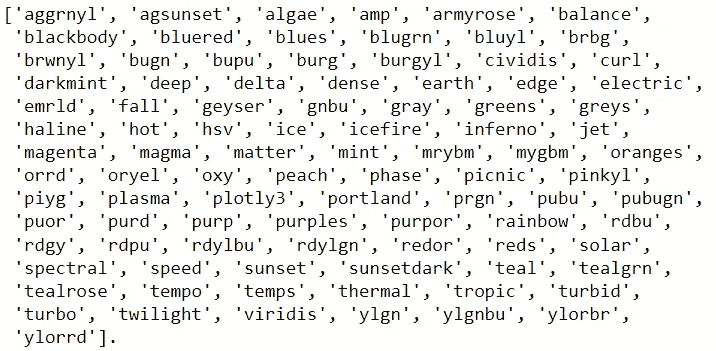 ['aggrnyl', 'agsunset', 'algae', 'amp', 'armyrose', 'balance',
'blackbody', 'bluered', 'blues', 'blugrn', 'bluyl', 'brbg',
'brwnyl', 'bugn', 'bupu', 'burg', 'burgyl', 'cividis', 'curl',
'darkmint', 'deep', 'delta', 'dense', 'earth', 'edge', 'electric',
'emrld', 'fall', 'geyser', 'gnbu', 'gray', 'greens', 'greys',
'haline', 'hot', 'hsv', 'ice', 'icefire', 'inferno', 'jet',
'magenta', 'magma', 'matter', 'mint', 'mrybm', 'mygbm', 'oranges',
'orrd', 'oryel', 'oxy', 'peach', 'phase', 'picnic', 'pinkyl',
'piyg', 'plasma', 'plotly3', 'portland', 'prgn', 'pubu', 'pubugn',
'puor', 'purd', 'purp', 'purples', 'purpor', 'rainbow', 'rdbu',
'rdgy', 'rdpu', 'rdylbu', 'rdylgn', 'redor', 'reds', 'solar',
'spectral', 'speed', 'sunset', 'sunsetdark', 'teal', 'tealgrn',
'tealrose', 'tempo', 'temps', 'thermal', 'tropic', 'turbid',
'turbo', 'twilight', 'viridis', 'ylgn', 'ylgnbu', 'ylorbr',
'ylorrd'].